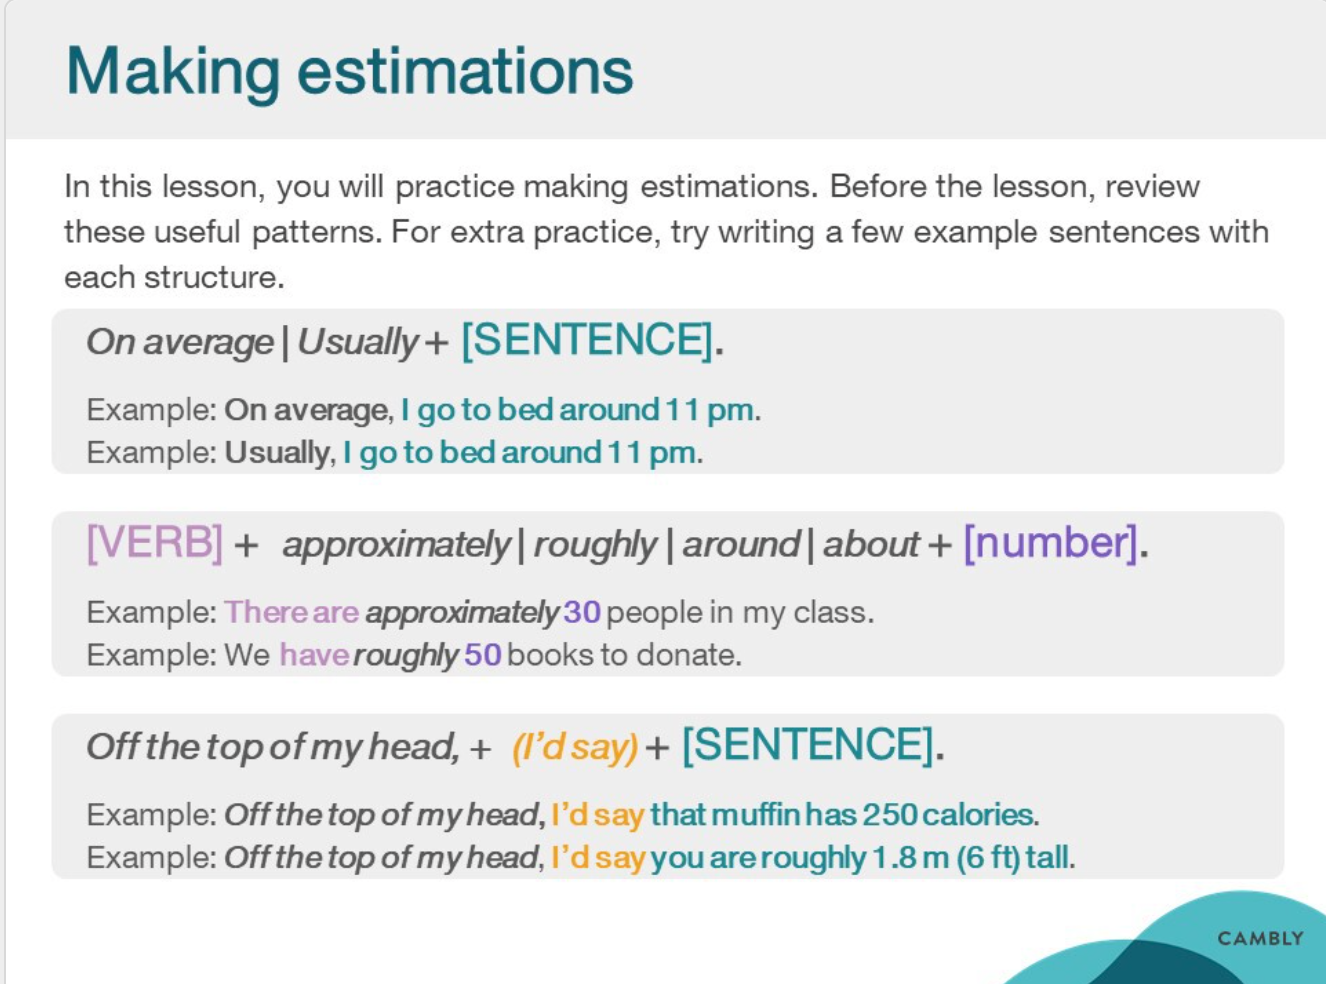 Making estimations
In this lesson, you will practice making estimations. Before the lesson, review
these useful patterns. For extra practice, try writing a few example sentences with
each structure.
On average | Usually + [SENTENCE].
Example: On average, I go to bed around 11 pm.
Example: Usually, I go to bed around 11 pm.
[VERB] + approximately | roughly | around | about + [number].
Example: There are approximately 30 people in my class.
Example: We have roughly 50 books to donate.
Off the top of my head, + (I'd say) + [SENTENCE].
Example: Off the top of my head, I'd say that muffin has 250 calories.
Example: Off the top of my head, I'd say you are roughly 1.8 m (6 ft) tall.
CAMBLY